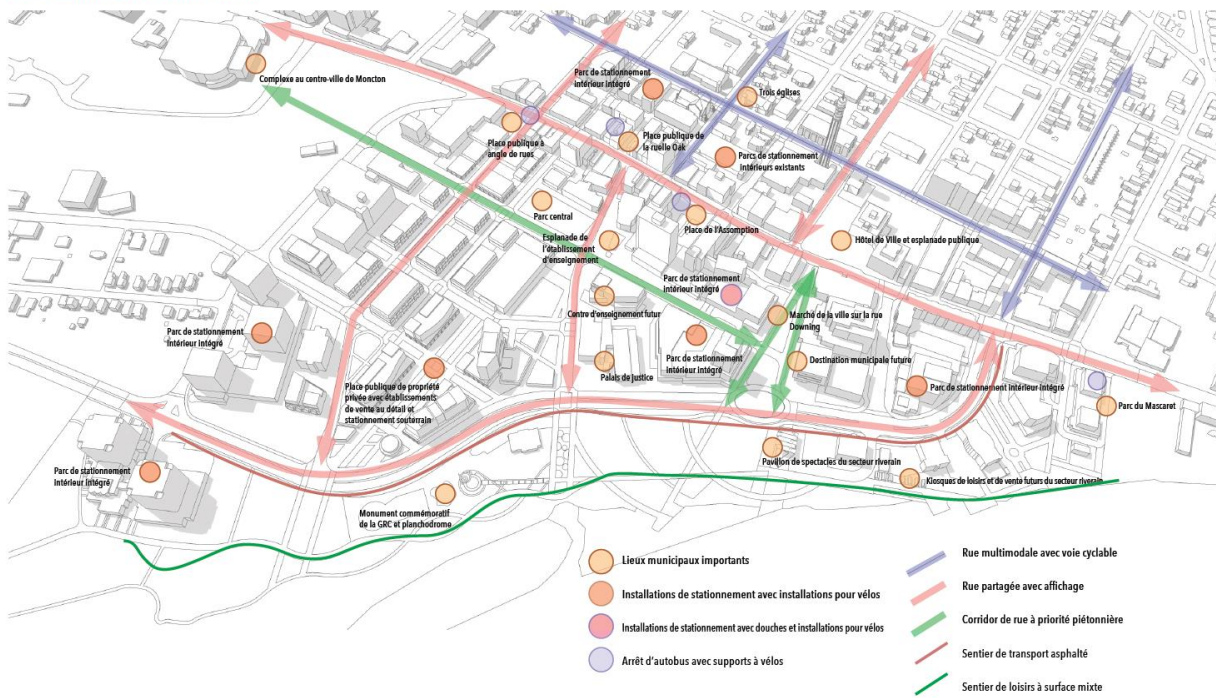 Complexe au centre-ville de Moncton
Parc de stationnement
intérieur intégré
Trois églises
Place publique à
angle de rues
Place publique de
la ruelle Oak
Parcs de stationnement
intérieurs existants
Parc central
Place de l'Assomption
Esplanade de
l'établissement
d'enseignement
Hôtel de Ville et esplanade publique
Parc de stationnement
intérieur intégré
Centre d'enseignement futur
Marché de la ville sur la rue
Downing
Parc de stationnement
intérieur intégré
Parc de stationnement
intérieur intégré
Palais de justice
Destination municipale future
Place publique de propriété
privée avec établissements
de vente au détail et
stationnement souterrain
Parc de stationnement intérieur intégré
Parc du Mascaret
Parc de stationnement
intérieur intégré
Pavillon de spectacles du secteur riverain
Kiosques de loisirs et de vente futurs du secteur riverain
Monument commémoratif
de la GRC et planchodrome
Lieux municipaux importants
Installations de stationnement avec installations pour vélos
Installations de stationnement avec douches et installations pour vélos
Arrêt d'autobus avec supports à vélos
Rue multimodale avec voie cyclable
Rue partagée avec affichage
Corridor de rue à priorité piétonnière
Sentier de transport asphalté
Sentier de loisirs à surface mixte